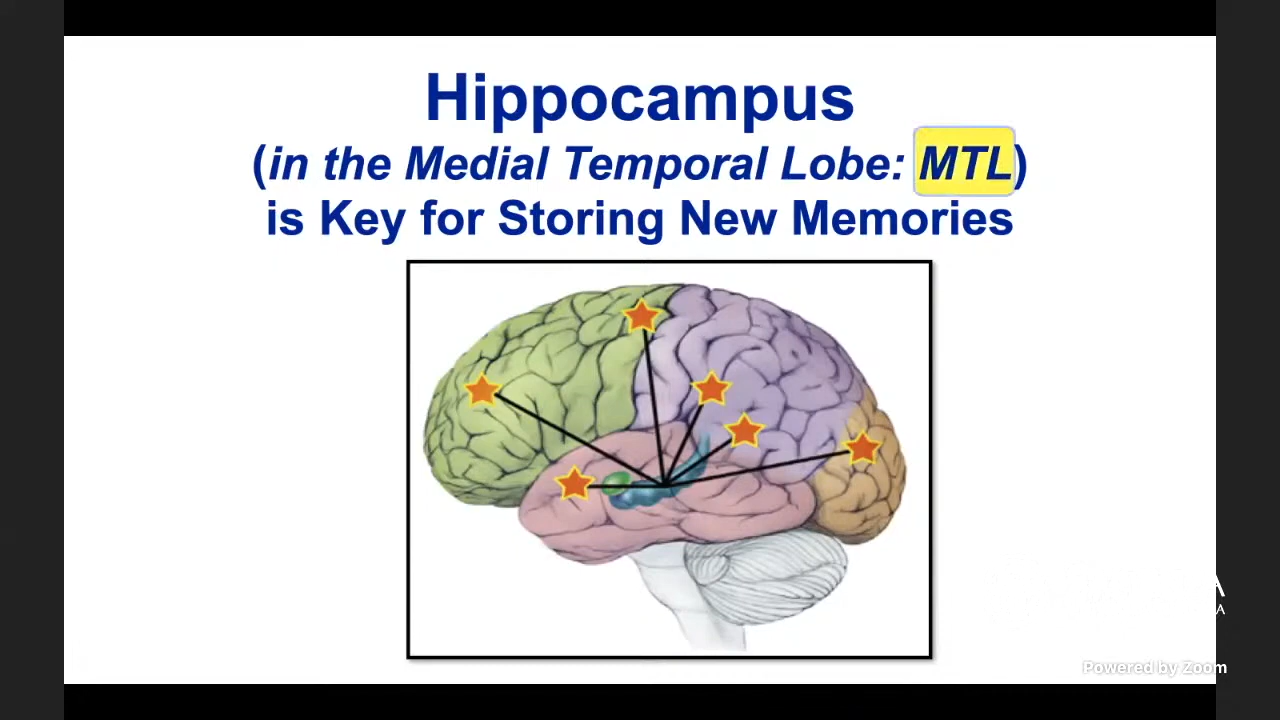 Hippocampus
(in the Medial Temporal Lobe: MTL)
is Key for Storing New Memories
A
A
Powered by Zoom